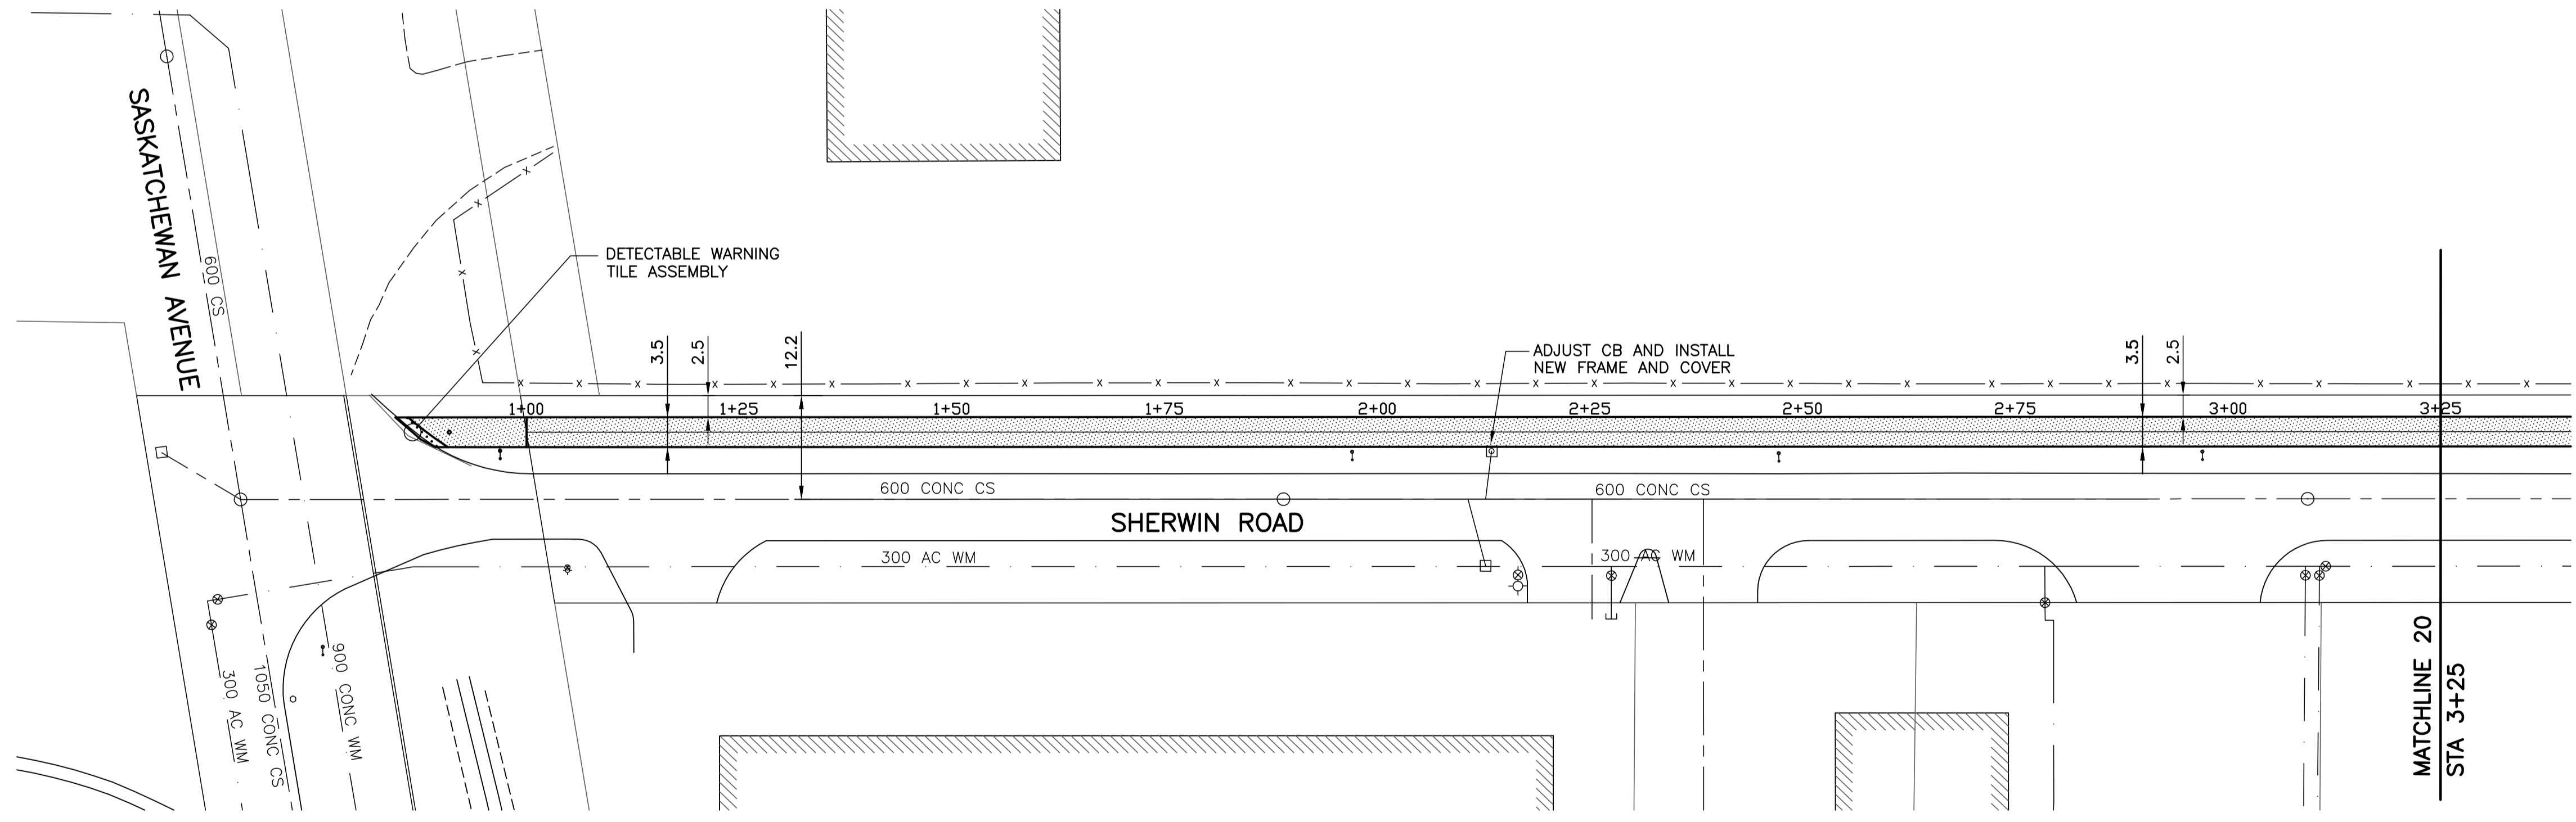 SASKATCHEWAN AVENUE
600 CS
DETECTABLE WARNING
TILE ASSEMBLY
3.5
2.5
12.2
ADJUST CB AND INSTALL
NEW FRAME AND COVER
3.5
2.5
1+00
1+25
1+50
1+75
2+00
2+25
2+50
2+75
3+00
3+25
600 CONC CS
600 CONC CS
SHERWIN ROAD
300 AC WM
300 AC WM
300 AC WM
1050 CONC CS
900 CONC WM
MATCHLINE 20
STA 3+25